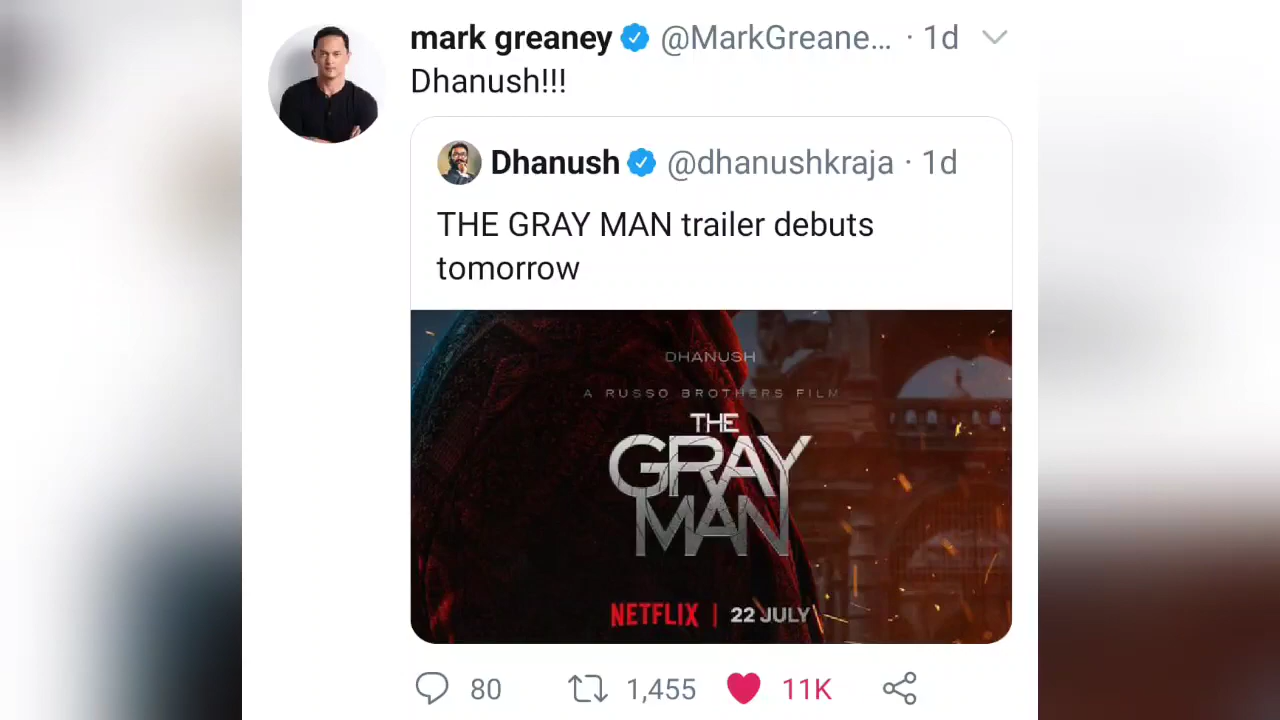 mark greaney @MarkGreane... · 1d
Dhanush!!!
Dhanush @dhanushkraja · 1d
THE GRAY MAN trailer debuts
tomorrow
DHANUSH
A RUSSO BROTHERS FILM
THE
GRAY
MAN
NETFLIX | 22 JULY
80 1,455 11K